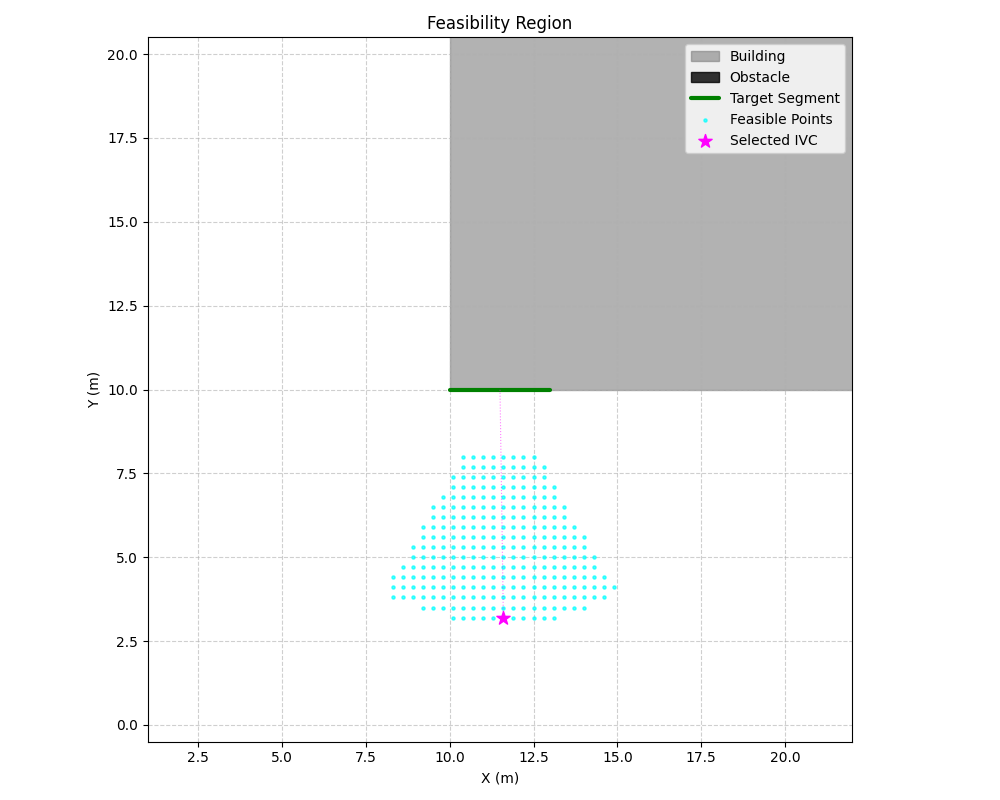 Feasibility Region
Building
Obstacle
Target Segment
Feasible Points
Selected IVC
20.0
17.5
15.0
12.5
10.0
7.5
5.0
2.5
0.0
Y (m)
2.5 5.0 7.5 10.0 12.5 15.0 17.5 20.0
X (m)